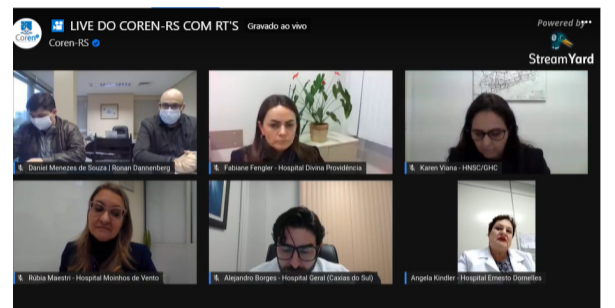 LIVE DO COREN-RS COM RT'S Gravado ao vivo
Coren-RS
Coren
Powered by
StreamYard
Daniel Menezes de Souza | Ronan Dannenberg
Fabiane Fengler - Hospital Divina Providência
Karen Viana - HNSC/GHC
Rúbia Maestri - Hospital Moinhos de Vento
Alejandro Borges - Hospital Geral (Caxias do Sul)
Angela Kindler - Hospital Ernesto Dornelles